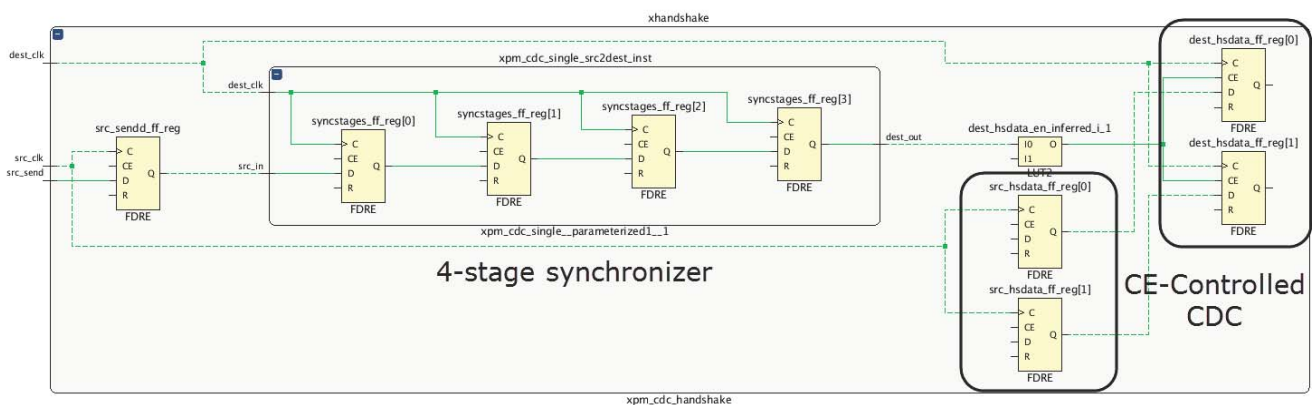 xhandshake
dest_clk
src_clk
src_send
src_sendd_ff_reg
C
CE
D
R
Q
FDRE
xpm_cdc_single_src2dest_inst
dest_clk
src_in
syncstages_ff_reg[0]
C
CE
D
R
Q
FDRE
syncstages_ff_reg[1]
C
CE
D
R
Q
FDRE
syncstages_ff_reg[2]
C
CE
D
R
Q
FDRE
syncstages_ff_reg[3]
C
CE
D
R
Q
FDRE
dest_out
xpm_cdc_single__parameterized1__1
dest_hsdata_en_inferred_i_1
I0
I1
O
LUT2
dest_hsdata_ff_reg[0]
C
CE
D
R
Q
FDRE
dest_hsdata_ff_reg[1]
C
CE
D
R
Q
FDRE
src_hsdata_ff_reg[0]
C
CE
D
R
Q
FDRE
src_hsdata_ff_reg[1]
C
CE
D
R
Q
FDRE
4-stage synchronizer
CE-Controlled
CDC
xpm_cdc_handshake